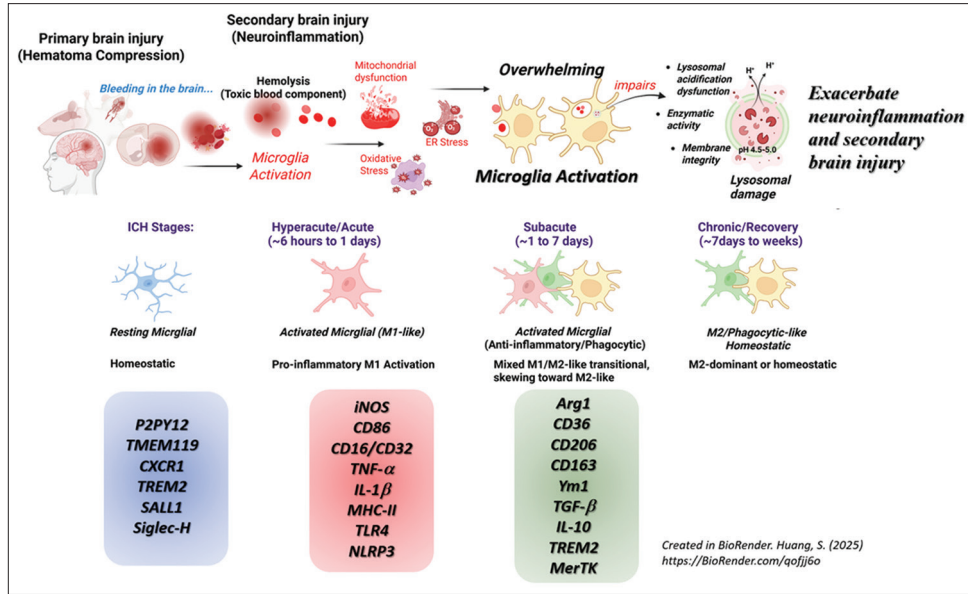 Primary brain injury
(Hematoma Compression)
Secondary brain injury
(Neuroinflammation)
Bleeding in the brain...
Hemolysis
(Toxic blood component)
Microglia
Activation
Mitochondrial
dysfunction
ER Stress
Oxidative
Stress
Overwhelming
Microglia Activation
impairs
• Lysosomal
acidification
dysfunction
• Enzymatic
activity
• Membrane
integrity
H⁺
H⁺
pH 4.5-5.0
Lysosomal
damage
Exacerbate
neuroinflammation
and secondary
brain injury
ICH Stages:
Hyperacute/Acute
(~6 hours to 1 days)
Subacute
(~1 to 7 days)
Chronic/Recovery
(~7days to weeks)
Resting Micrglial
Activated Micrglial (M1-like)
Activated Micrglial
(Anti-inflammatory/Phagocytic)
M2/Phagocytic-like
Homeostatic
Homeostatic
Pro-inflammatory M1 Activation
Mixed M1/M2-like transitional,
skewing toward M2-like
M2-dominant or homeostatic
P2PY12
TMEM119
CXCR1
TREM2
SALL1
Siglec-H
iNOS
CD86
CD16/CD32
TNF-α
IL-1β
MHC-II
TLR4
NLRP3
Arg1
CD36
CD206
CD163
Ym1
TGF-β
IL-10
TREM2
MerTK
Created in BioRender. Huang, S. (2025)
https://BioRender.com/qofjj6o